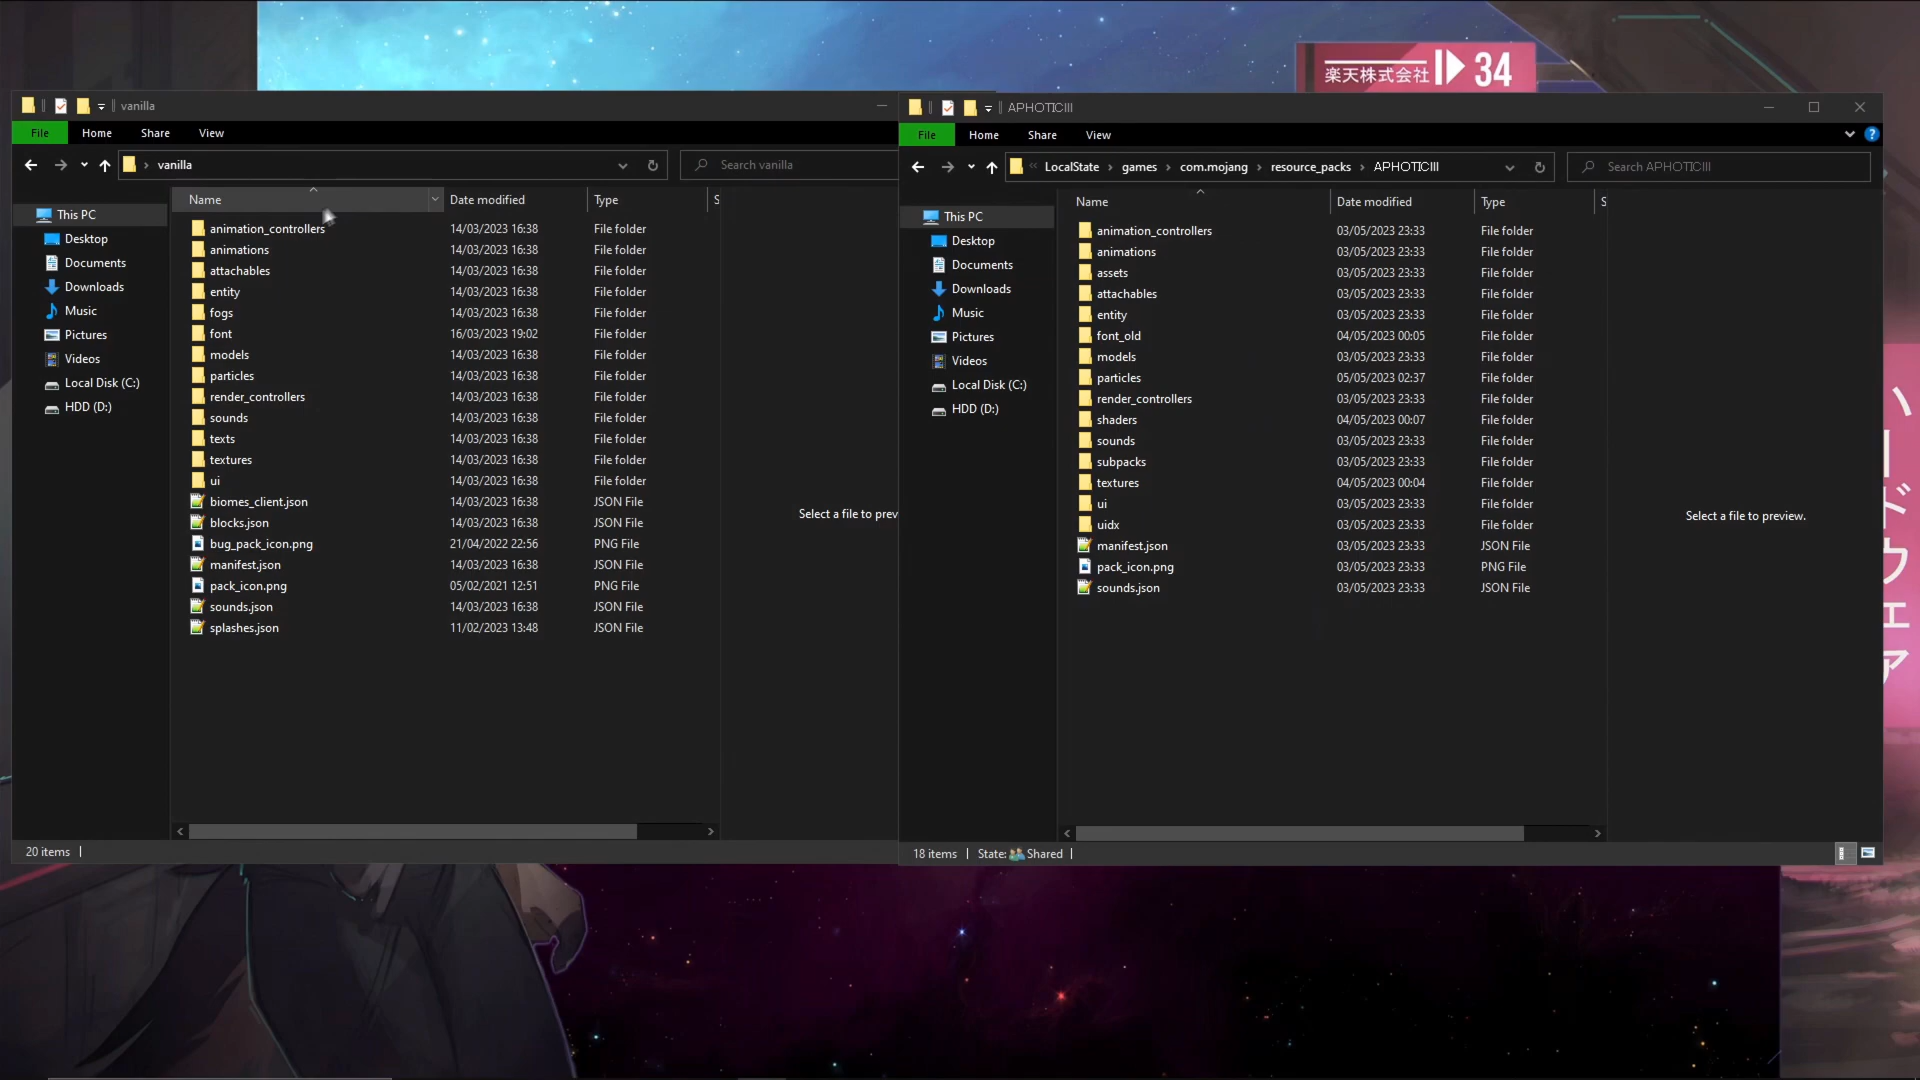 楽天株式会社 34
vanilla
File Home Share View
vanilla
Search vanilla
This PC
Desktop
Documents
Downloads
Music
Pictures
Videos
Local Disk (C:)
HDD (D:)
Name Date modified Type S
animation_controllers 14/03/2023 16:38 File folder
animations 14/03/2023 16:38 File folder
attachables 14/03/2023 16:38 File folder
entity 14/03/2023 16:38 File folder
fogs 14/03/2023 16:38 File folder
font 16/03/2023 19:02 File folder
models 14/03/2023 16:38 File folder
particles 14/03/2023 16:38 File folder
render_controllers 14/03/2023 16:38 File folder
sounds 14/03/2023 16:38 File folder
texts 14/03/2023 16:38 File folder
textures 14/03/2023 16:38 File folder
ui 14/03/2023 16:38 File folder
biomes_client.json 14/03/2023 16:38 JSON File
blocks.json 14/03/2023 16:38 JSON File
bug_pack_icon.png 21/04/2022 22:56 PNG File
manifest.json 14/03/2023 16:38 JSON File
pack_icon.png 05/02/2021 12:51 PNG File
sounds.json 14/03/2023 16:38 JSON File
splashes.json 11/02/2023 13:48 JSON File
Select a file to prev
20 items
APHOTICIII
File Home Share View
LocalState › games › com.mojang › resource_packs › APHOTICIII
Search APHOTICIII
This PC
Desktop
Documents
Downloads
Music
Pictures
Videos
Local Disk (C:)
HDD (D:)
Name Date modified Type S
animation_controllers 03/05/2023 23:33 File folder
animations 03/05/2023 23:33 File folder
assets 03/05/2023 23:33 File folder
attachables 03/05/2023 23:33 File folder
entity 03/05/2023 23:33 File folder
font_old 04/05/2023 00:05 File folder
models 03/05/2023 23:33 File folder
particles 05/05/2023 02:37 File folder
render_controllers 03/05/2023 23:33 File folder
shaders 04/05/2023 00:07 File folder
sounds 03/05/2023 23:33 File folder
subpacks 03/05/2023 23:33 File folder
textures 04/05/2023 00:04 File folder
ui 03/05/2023 23:33 File folder
uidx 03/05/2023 23:33 File folder
manifest.json 03/05/2023 23:33 JSON File
pack_icon.png 03/05/2023 23:33 PNG File
sounds.json 03/05/2023 23:33 JSON File
Select a file to preview.
18 items State: Shared
ハードウェア